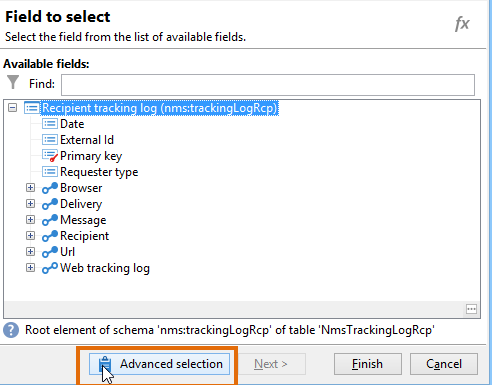 Field to select
Select the field from the list of available fields.
fx
Available fields:
Find:
Recipient tracking log (nms:trackingLogRcp)
Date
External Id
Primary key
Requester type
Browser
Delivery
Message
Recipient
Url
Web tracking log
Root element of schema 'nms:trackingLogRcp' of table 'NmsTrackingLogRcp'
Advanced selection
Next >
Finish
Cancel